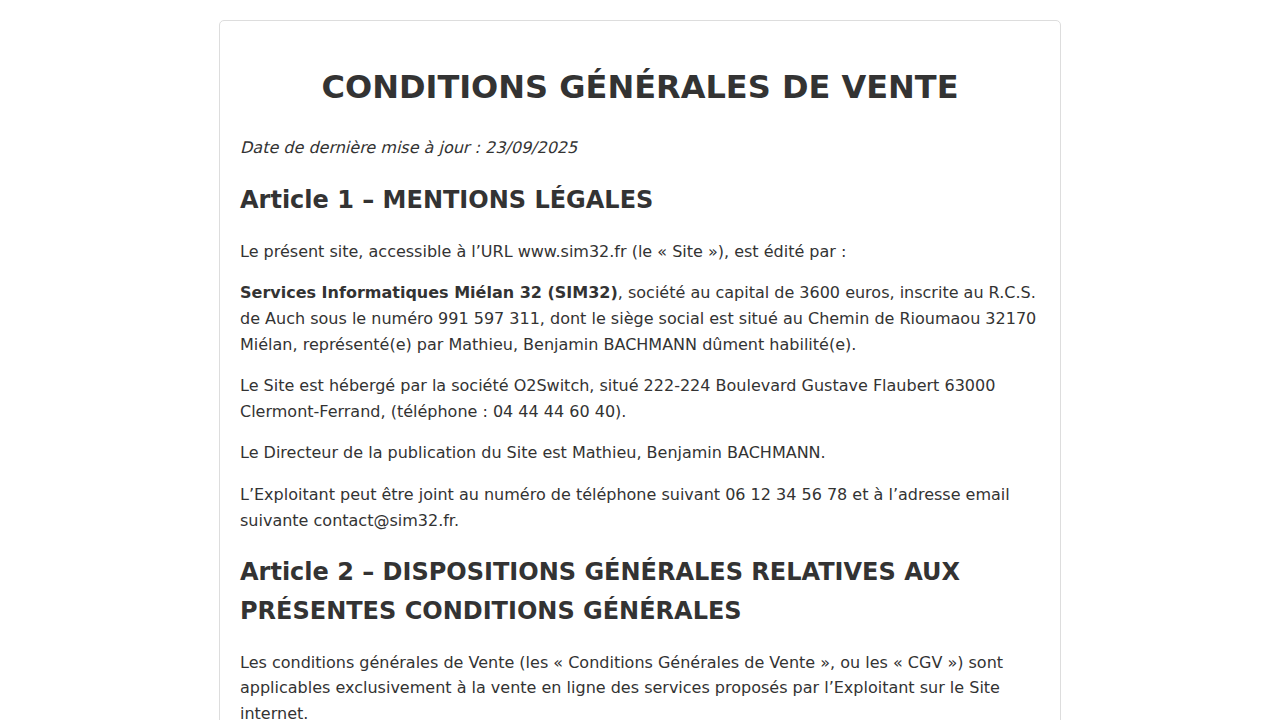 CONDITIONS GÉNÉRALES DE VENTE
Date de dernière mise à jour : 23/09/2025
Article 1 – MENTIONS LÉGALES
Le présent site, accessible à l’URL www.sim32.fr (le « Site »), est édité par :
Services Informatiques Miélan 32 (SIM32), société au capital de 3600 euros, inscrite au R.C.S.
de Auch sous le numéro 991 597 311, dont le siège social est situé au Chemin de Rioumaou 32170
Miélan, représenté(e) par Mathieu, Benjamin BACHMANN dûment habilité(e).
Le Site est hébergé par la société O2Switch, situé 222-224 Boulevard Gustave Flaubert 63000
Clermont-Ferrand, (téléphone : 04 44 44 60 40).
Le Directeur de la publication du Site est Mathieu, Benjamin BACHMANN.
L’Exploitant peut être joint au numéro de téléphone suivant 06 12 34 56 78 et à l’adresse email
suivante contact@sim32.fr.
Article 2 – DISPOSITIONS GÉNÉRALES RELATIVES AUX
PRÉSENTES CONDITIONS GÉNÉRALES
Les conditions générales de Vente (les « Conditions Générales de Vente », ou les « CGV ») sont
applicables exclusivement à la vente en ligne des services proposés par l’Exploitant sur le Site
internet.